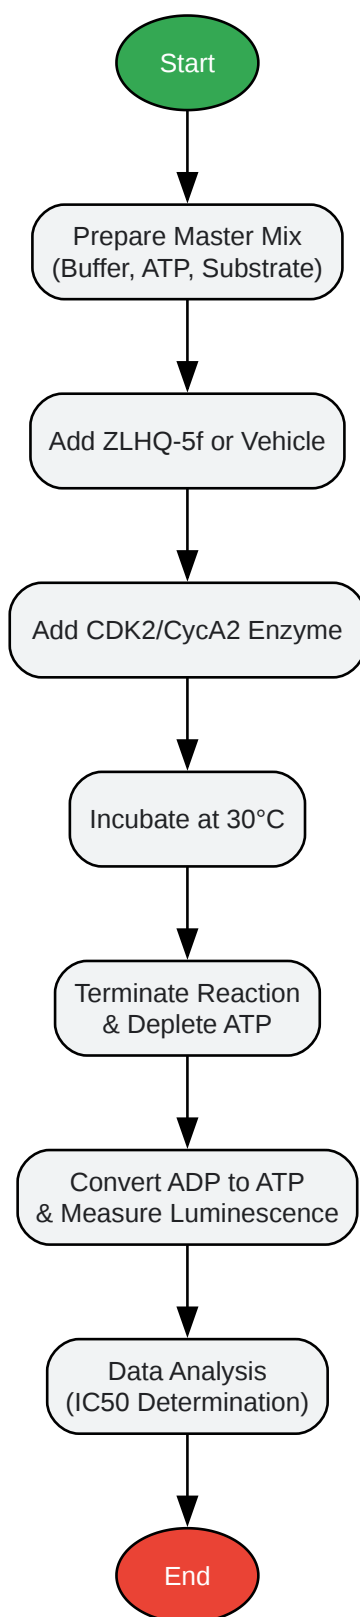 Start
Prepare Master Mix
(Buffer, ATP, Substrate)
Add ZLHQ-5f or Vehicle
Add CDK2/CycA2 Enzyme
Incubate at 30°C
Terminate Reaction
& Deplete ATP
Convert ADP to ATP
& Measure Luminescence
Data Analysis
(IC50 Determination)
End